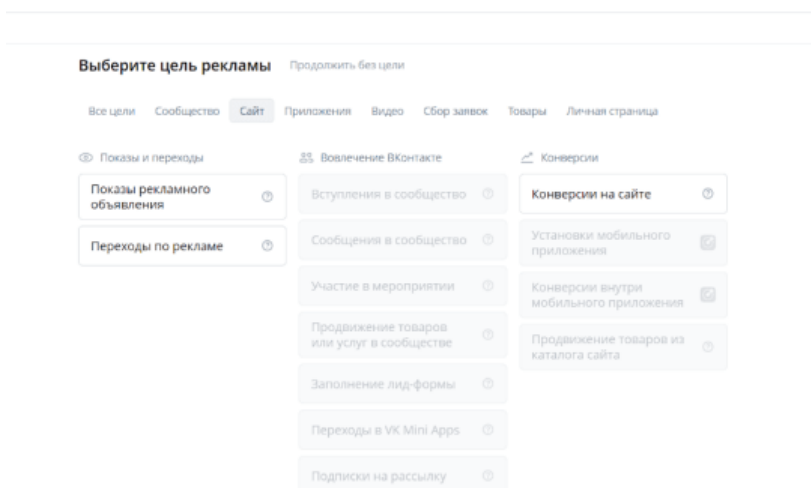 Выберите цель рекламы Продолжить без цели
Все цели Сообщество Сайт Приложения Видео Сбор заявок Товары Личная страница
Показы и переходы
Показы рекламного
объявления
Переходы по рекламе
Вовлечение ВКонтакте
Вступления в сообщество
Сообщения в сообщество
Участие в мероприятии
Продвижение товаров
или услуг в сообществе
Заполнение лид-формы
Переходы в VK Mini Apps
Подписки на рассылку
Конверсии
Конверсии на сайте
Установки мобильного
приложения
Конверсии внутри
мобильного приложения
Продвижение товаров из
каталога сайта